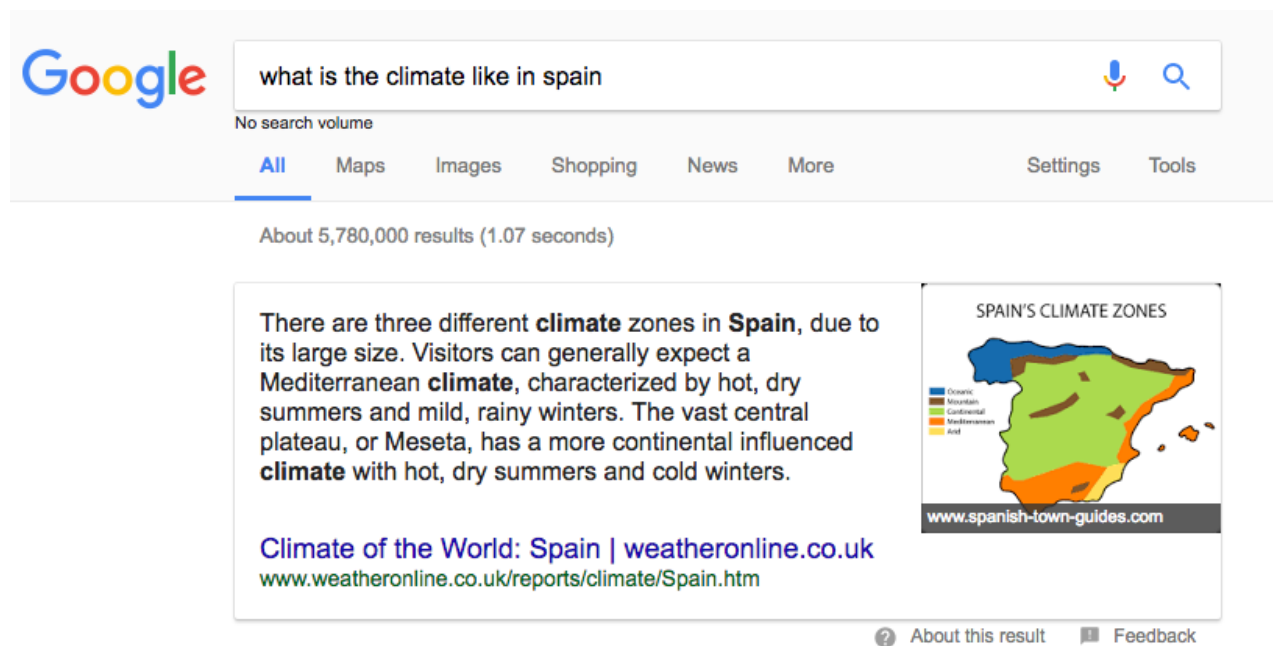 Google
what is the climate like in spain
No search volume
All Maps Images Shopping News More Settings Tools
About 5,780,000 results (1.07 seconds)
There are three different climate zones in Spain, due to
its large size. Visitors can generally expect a
Mediterranean climate, characterized by hot, dry
summers and mild, rainy winters. The vast central
plateau, or Meseta, has a more continental influenced
climate with hot, dry summers and cold winters.
Climate of the World: Spain | weatheronline.co.uk
www.weatheronline.co.uk/reports/climate/Spain.htm
SPAIN'S CLIMATE ZONES
Oceanic
Mountain
Continental
Mediterranean
Arid
www.spanish-town-guides.com
About this result Feedback